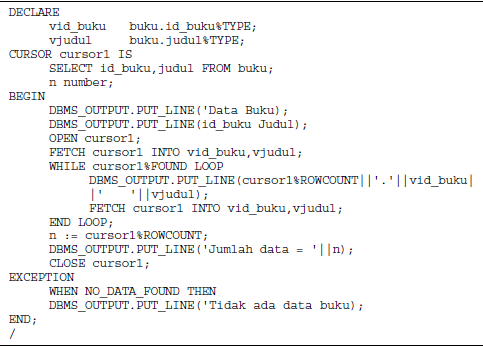 DECLARE
vid_buku buku.id_buku%TYPE;
vjudul buku.judul%TYPE;
CURSOR cursor1 IS
SELECT id_buku,judul FROM buku;
n number;
BEGIN
DBMS_OUTPUT.PUT_LINE('Data Buku);
DBMS_OUTPUT.PUT_LINE(id_buku Judul);
OPEN cursor1;
FETCH cursor1 INTO vid_buku,vjudul;
WHILE cursor1%FOUND LOOP
DBMS_OUTPUT.PUT_LINE(cursor1%ROWCOUNT||'.'||vid_buku|
|' '||vjudul);
FETCH cursor1 INTO vid_buku,vjudul;
END LOOP;
n := cursor1%ROWCOUNT;
DBMS_OUTPUT.PUT_LINE('Jumlah data = '||n);
CLOSE cursor1;
EXCEPTION
WHEN NO_DATA_FOUND THEN
DBMS_OUTPUT.PUT_LINE('Tidak ada data buku);
END;
/